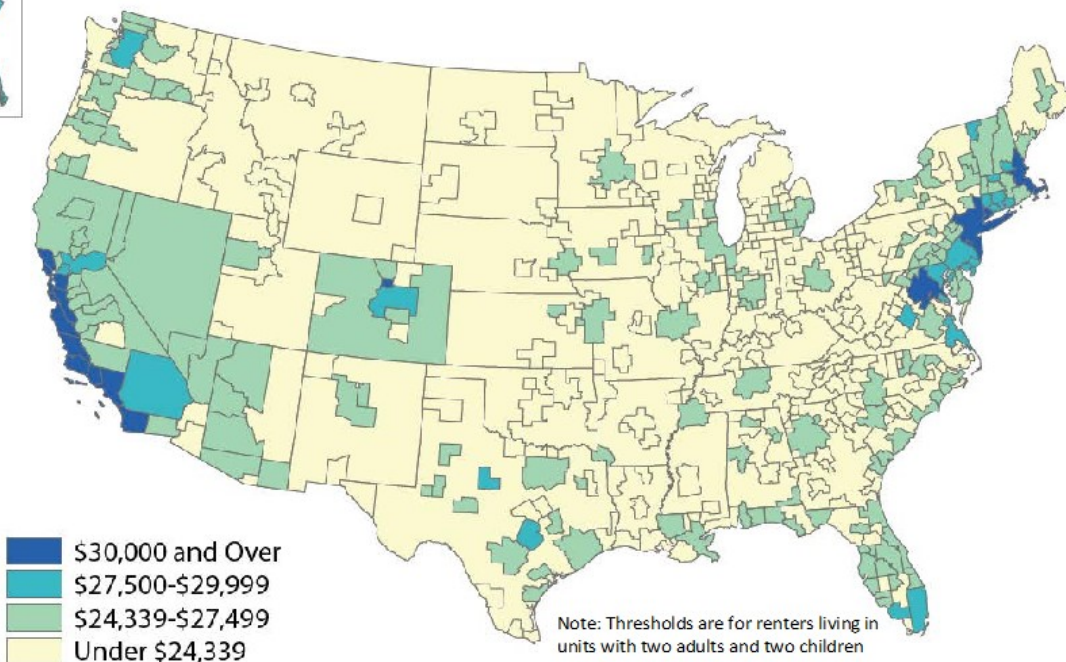 $30,000 and Over
$27,500-$29,999
$24,339-$27,499
Under $24,339
Note: Thresholds are for renters living in
units with two adults and two children